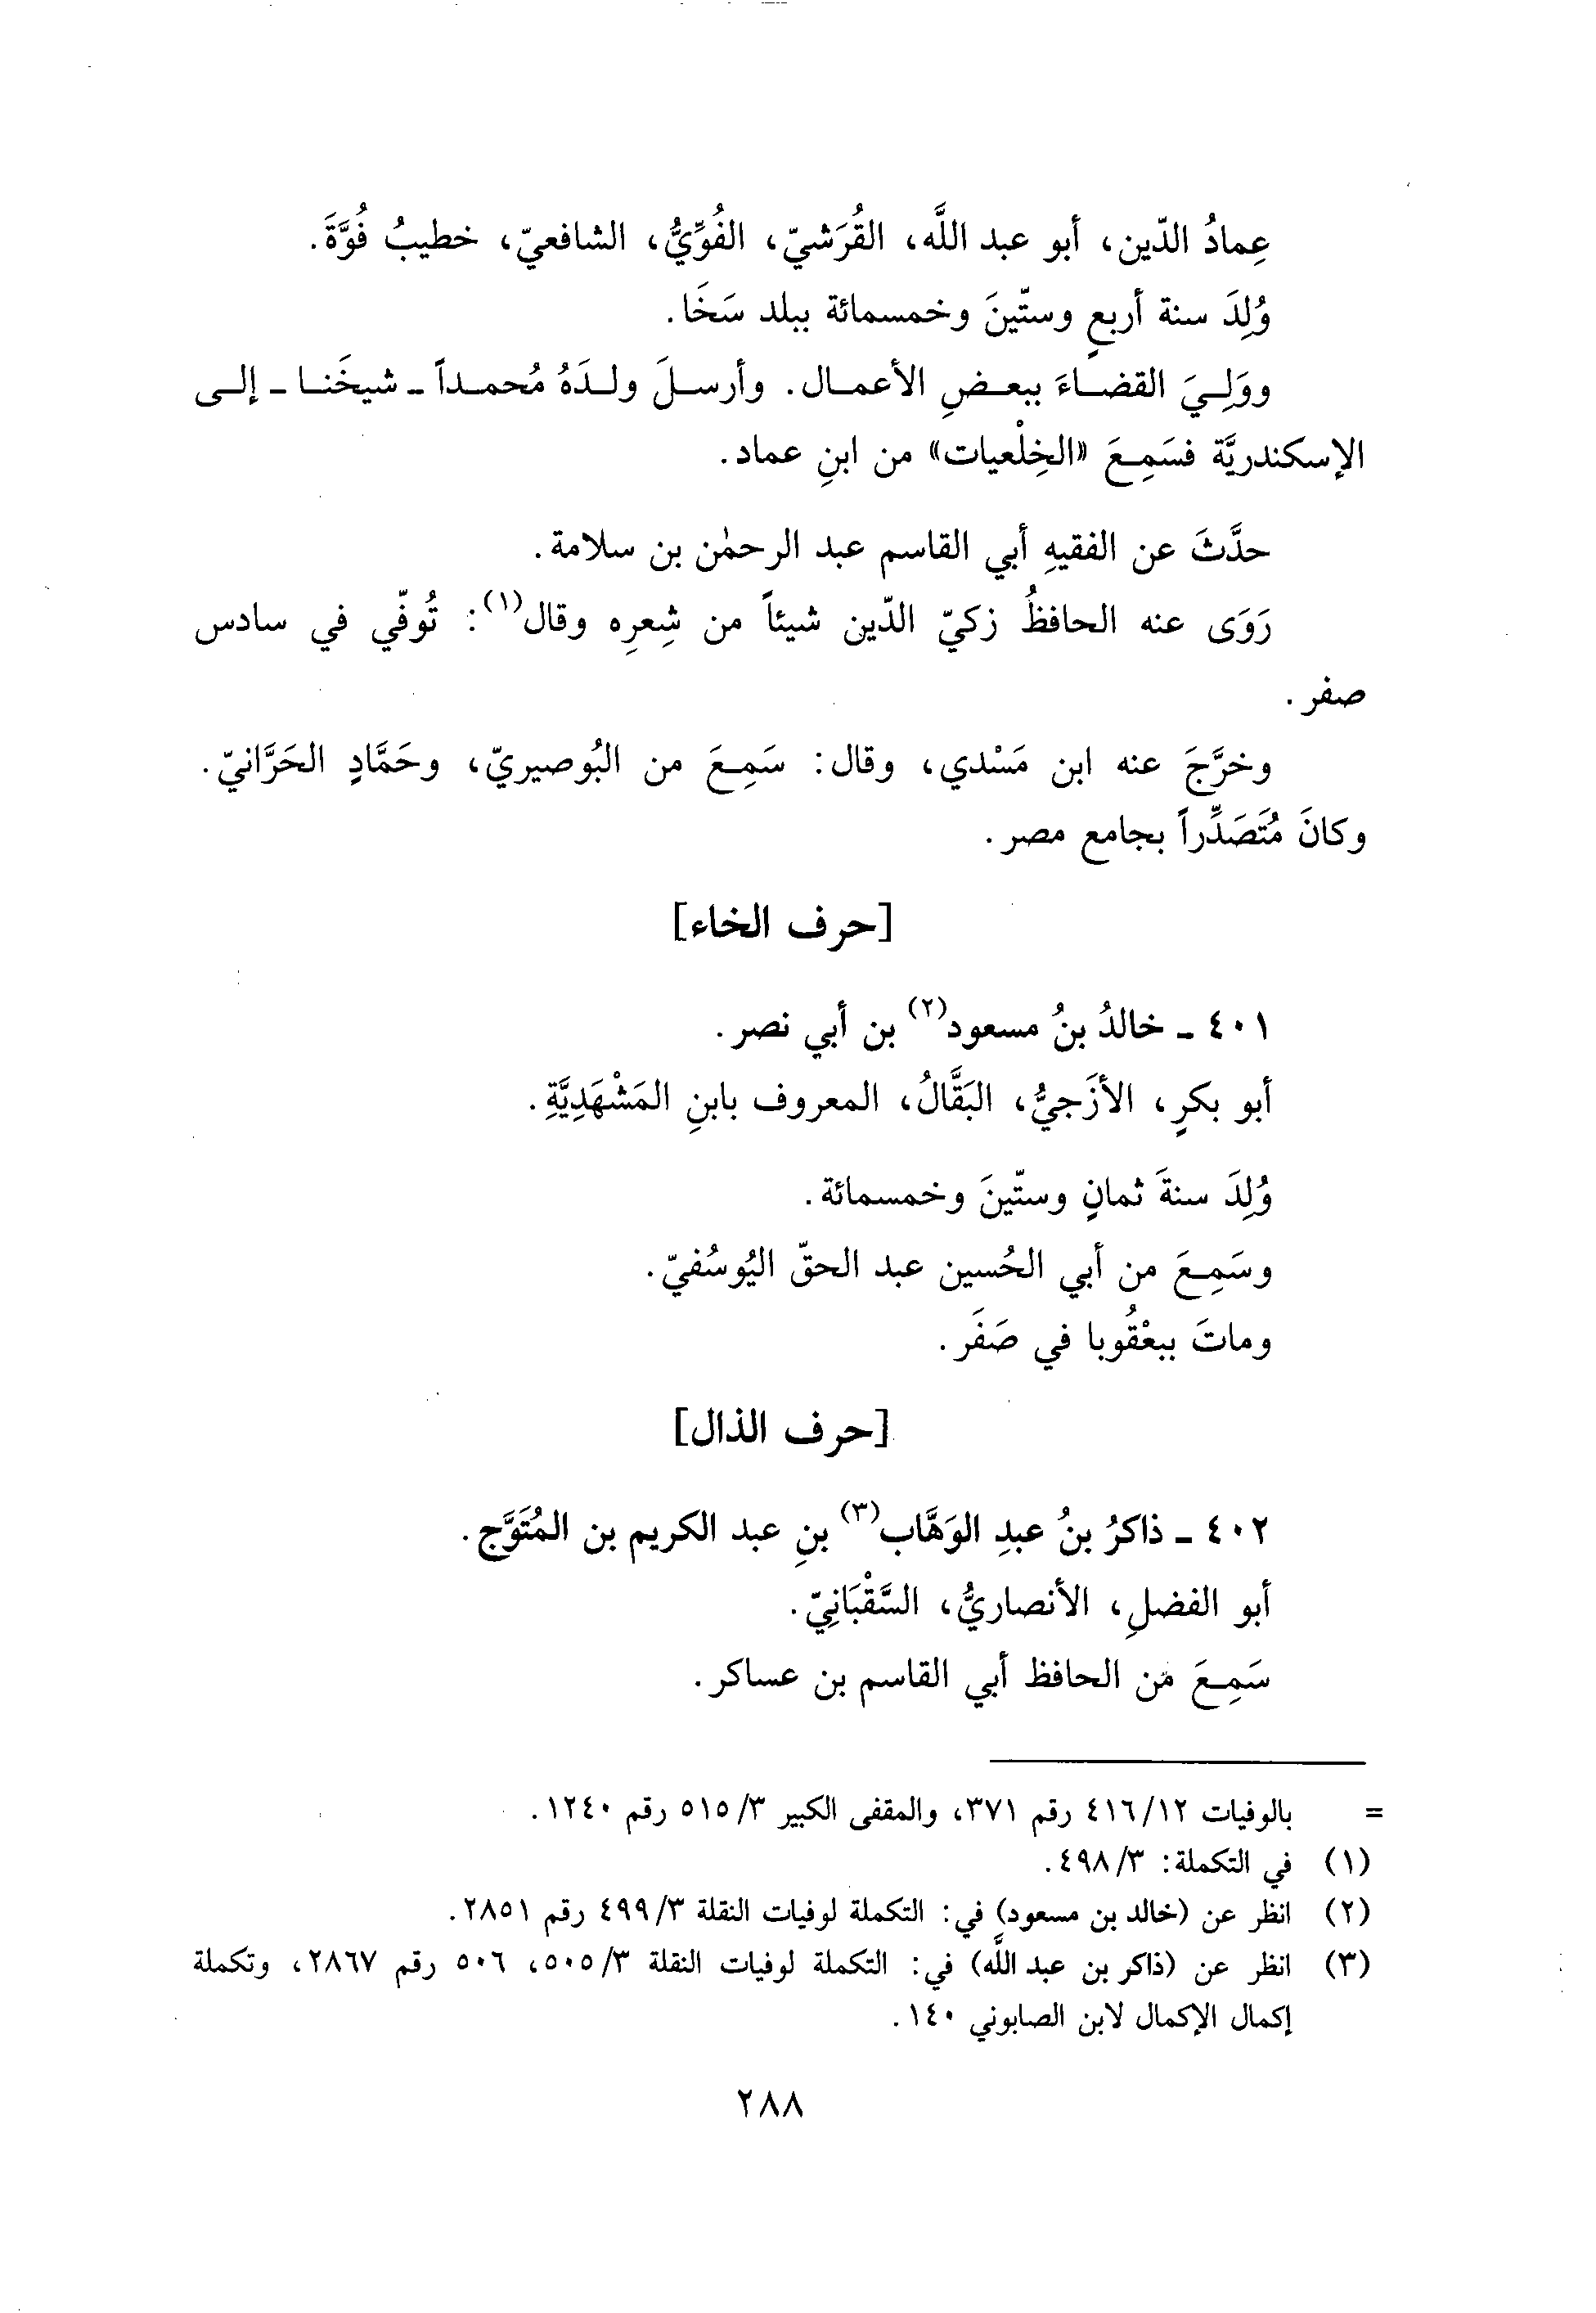 عِمادُ الدّين، أبو عبد اللَّه، القُرَشيّ، الفُوِّيُّ، الشافعيّ، خطيبُ فُوَّةَ.
وُلِدَ سنة أربعٍ وستّينَ وخمسمائة ببلد سَخَا.
ووَلِيَ القضاءَ ببعضِ الأعمال. وأرسلَ ولدَهُ مُحمداً ـ شيخَنا ـ إلى
الإسكندريَّة فسَمِعَ «الخِلْعيات» من ابنِ عماد.
حدَّثَ عن الفقيهِ أبي القاسم عبد الرحمٰن بن سلامة.
رَوَى عنه الحافظُ زكيّ الدّين شيئاً من شِعرِه وقال(١): تُوفّي في سادس
صفر.
وخرَّجَ عنه ابن مَسْدي، وقال: سَمِعَ من البُوصيريّ، وحَمَّادٍ الحَرَّانيّ.
وكانَ مُتَصَدِّراً بجامع مصر.
[حرف الخاء]
٤٠١ ـ خالدُ بنُ مسعود(٢) بن أبي نصر.
أبو بكرٍ، الأزَجيُّ، البَقَّالُ، المعروف بابنِ المَشْهَدِيَّةِ.
وُلِدَ سنةَ ثمانٍ وستّينَ وخمسمائة.
وسَمِعَ من أبي الحُسين عبد الحقّ اليُوسُفيّ.
وماتَ ببعْقُوبا في صَفَر.
[حرف الذال]
٤٠٢ ـ ذاكرُ بنُ عبدِ الوَهَّاب(٣) بنِ عبد الكريم بن المُتَوَّج.
أبو الفضلِ، الأنصاريُّ، السَّقْبَانِيّ.
سَمِعَ من الحافظ أبي القاسم بن عساكر.
= بالوفيات ٤١٦/١٢ رقم ٣٧١، والمقفى الكبير ٥١٥/٣ رقم ١٢٤٠.
(١) في التكملة: ٤٩٨/٣.
(٢) انظر عن (خالد بن مسعود) في: التكملة لوفيات النقلة ٤٩٩/٣ رقم ٢٨٥١.
(٣) انظر عن (ذاكر بن عبد اللَّه) في: التكملة لوفيات النقلة ٥٠٥/٣، ٥٠٦ رقم ٢٨٦٧، وتكملة
إكمال الإكمال لابن الصابوني ١٤٠.
٢٨٨